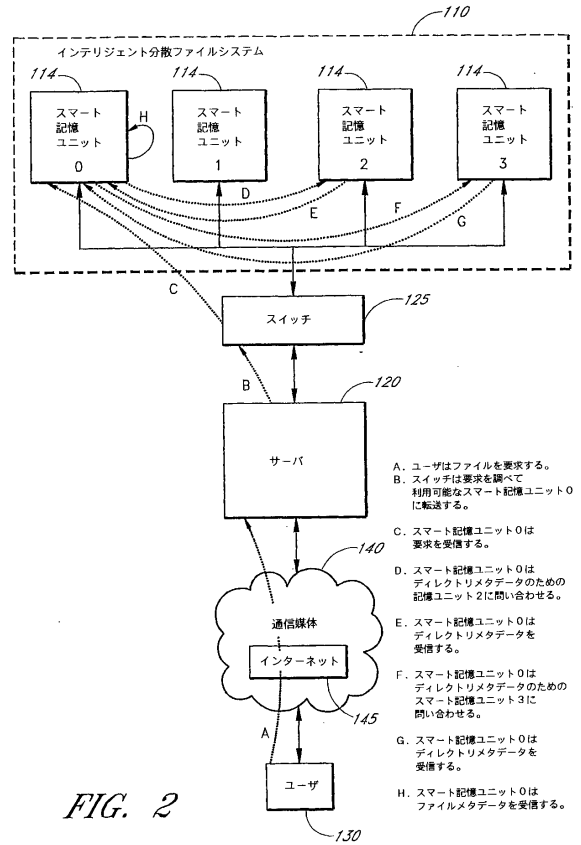 110
インテリジェント分散ファイルシステム
114
114
114
114
スマート
記憶
ユニット
0
H
スマート
記憶
ユニット
1
スマート
記憶
ユニット
2
スマート
記憶
ユニット
3
D
E
F
G
C
スイッチ
125
B
120
サーバ
140
通信媒体
インターネット
145
A
ユーザ
130
A．ユーザはファイルを要求する。
B．スイッチは要求を調べて
利用可能なスマート記憶ユニット0
に転送する。
C．スマート記憶ユニット0は
要求を受信する。
D．スマート記憶ユニット0は
ディレクトリメタデータのための
記憶ユニット2に問い合わせる。
E．スマート記憶ユニット0は
ディレクトリメタデータを
受信する。
F．スマート記憶ユニット0は
ディレクトリメタデータのための
スマート記憶ユニット3に
問い合わせる。
G．スマート記憶ユニット0は
ディレクトリメタデータを
受信する。
H．スマート記憶ユニット0は
ファイルメタデータを受信する。
FIG. 2